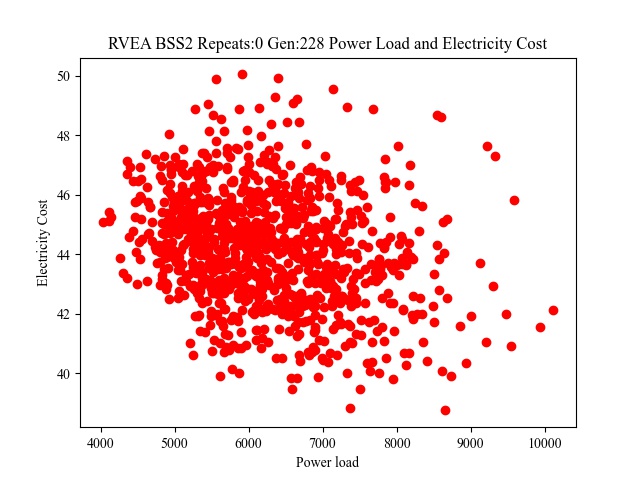 RVEA BSS2 Repeats:0 Gen:228 Power Load and Electricity Cost
50
48
46
44
42
40
Electricity Cost
4000 5000 6000 7000 8000 9000 10000
Power load